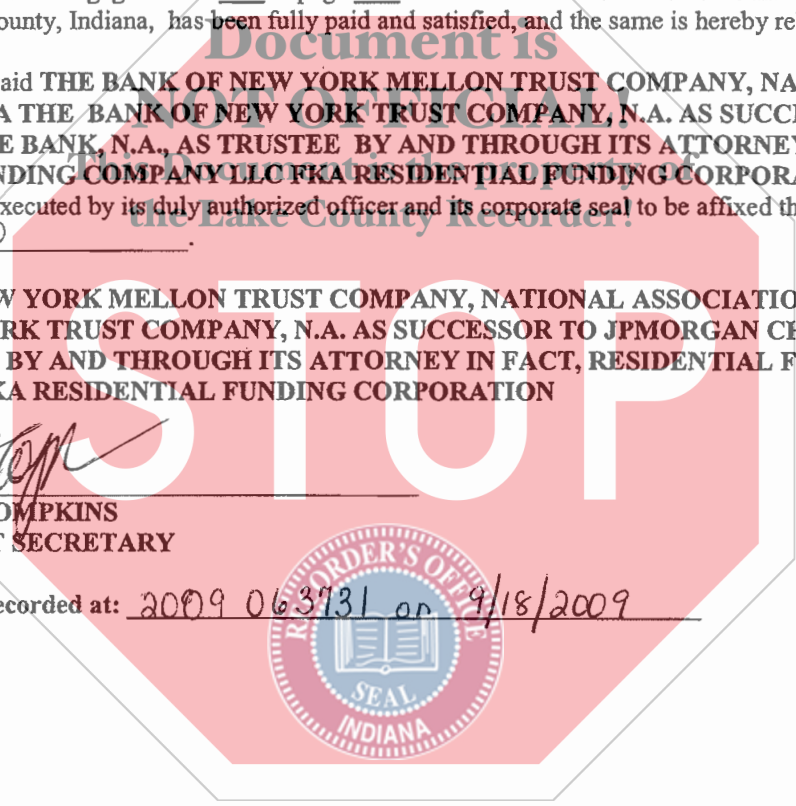 ounty, Indiana, has been fully paid and satisfied, and the same is hereby re
Document is
aid THE BANK OF NEW YORK MELLON TRUST COMPANY, NA
A THE BANK OF NEW YORK TRUST COMPANY, N.A. AS SUCC
NOT OFFICIAL!
E BANK, N.A., AS TRUSTEE BY AND THROUGH ITS ATTORNEY
This Document is the property of
NDING COMPANY LLC FKA RESIDENTIAL FUNDING CORPORA
xecuted by its duly authorized officer and its corporate seal to be affixed th
the Lake County Recorder!
W YORK MELLON TRUST COMPANY, NATIONAL ASSOCIATIO
RK TRUST COMPANY, N.A. AS SUCCESSOR TO JPMORGAN CH
BY AND THROUGH ITS ATTORNEY IN FACT, RESIDENTIAL F
KA RESIDENTIAL FUNDING CORPORATION
STOP
OMPKINS
T SECRETARY
ecorded at: 2009 063731 on 9/18/2009
RECORDER'S OFFICE
SEAL
INDIANA